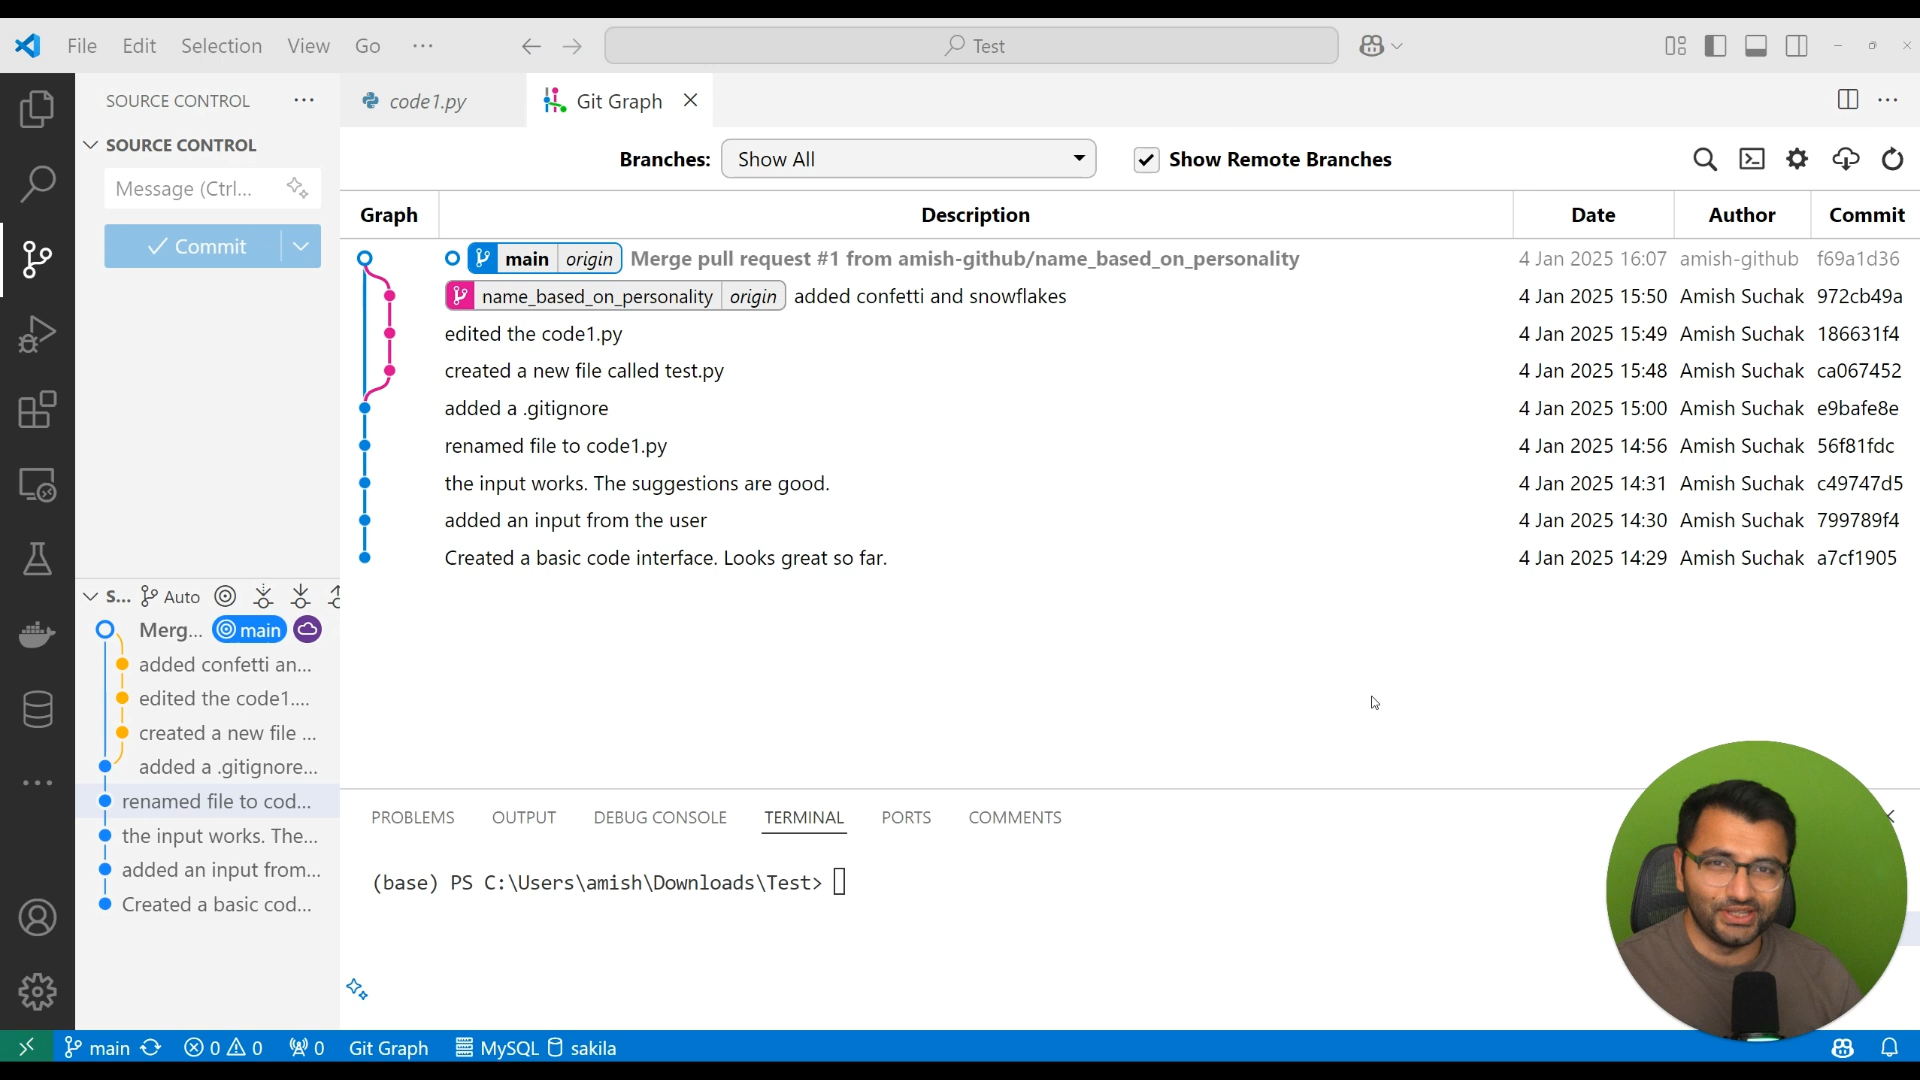 File Edit Selection View Go ··· Test
SOURCE CONTROL ···
SOURCE CONTROL
Message (Ctrl...
Commit
code1.py
Git Graph
Branches: Show All Show Remote Branches
Graph Description Date Author Commit
main origin Merge pull request #1 from amish-github/name_based_on_personality 4 Jan 2025 16:07 amish-github f69a1d36
name_based_on_personality origin added confetti and snowflakes 4 Jan 2025 15:50 Amish Suchak 972cb49a
edited the code1.py 4 Jan 2025 15:49 Amish Suchak 186631f4
created a new file called test.py 4 Jan 2025 15:48 Amish Suchak ca067452
added a .gitignore 4 Jan 2025 15:00 Amish Suchak e9bafe8e
renamed file to code1.py 4 Jan 2025 14:56 Amish Suchak 56f81fdc
the input works. The suggestions are good. 4 Jan 2025 14:31 Amish Suchak c49747d5
added an input from the user 4 Jan 2025 14:30 Amish Suchak 799789f4
Created a basic code interface. Looks great so far. 4 Jan 2025 14:29 Amish Suchak a7cf1905
S... Auto
Merg... main
added confetti an...
edited the code1....
created a new file ...
added a .gitignore...
renamed file to cod...
the input works. The...
added an input from...
Created a basic cod...
PROBLEMS OUTPUT DEBUG CONSOLE TERMINAL PORTS COMMENTS
(base) PS C:\Users\amish\Downloads\Test>
main 0 0 0 Git Graph MySQL sakila